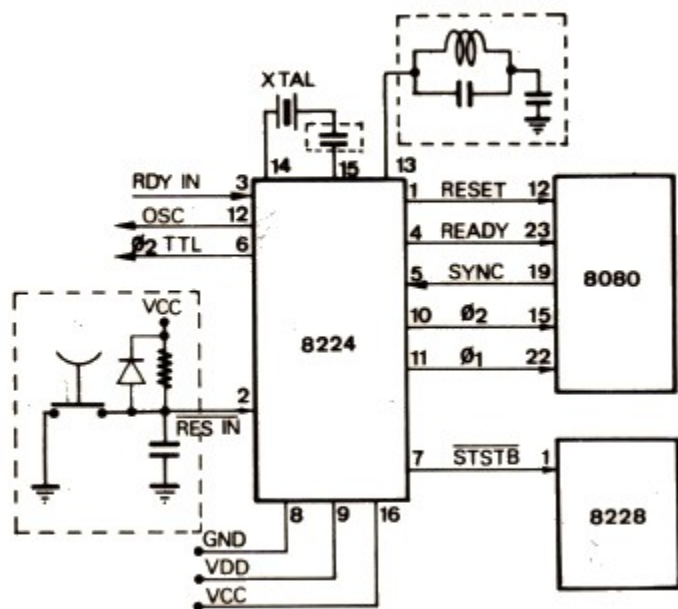 XTAL
14 15 13
RDY IN 3
OSC 12
Ø2 TTL 6
1 RESET 12
4 READY 23
5 SYNC 19
10 Ø2 15
11 Ø1 22
8080
8224
VCC
2
RES IN
7 STSTB 1
8228
8 9 16
GND
VDD
VCC